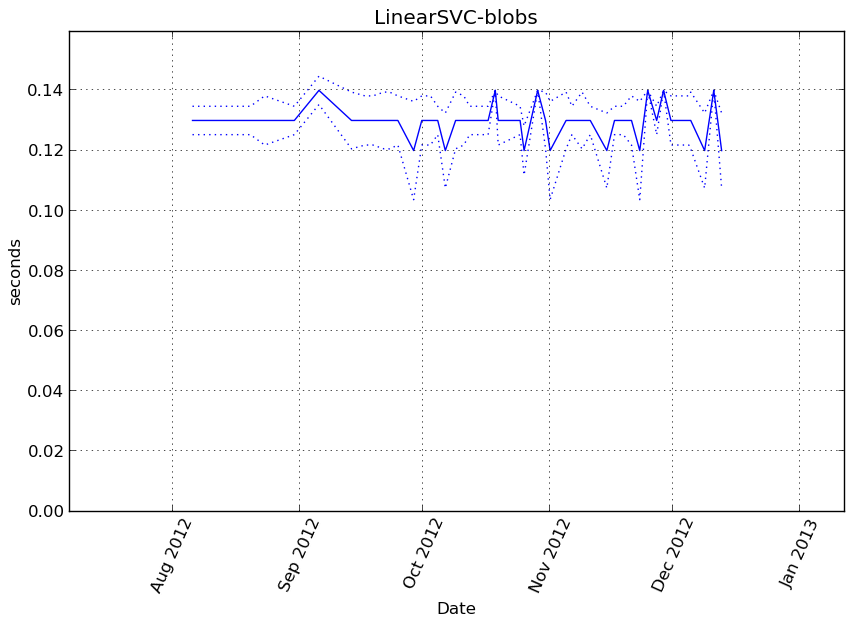 LinearSVC-blobs
0.14
0.12
0.10
0.08
0.06
0.04
0.02
0.00
seconds
Aug 2012
Sep 2012
Oct 2012
Nov 2012
Dec 2012
Jan 2013
Date